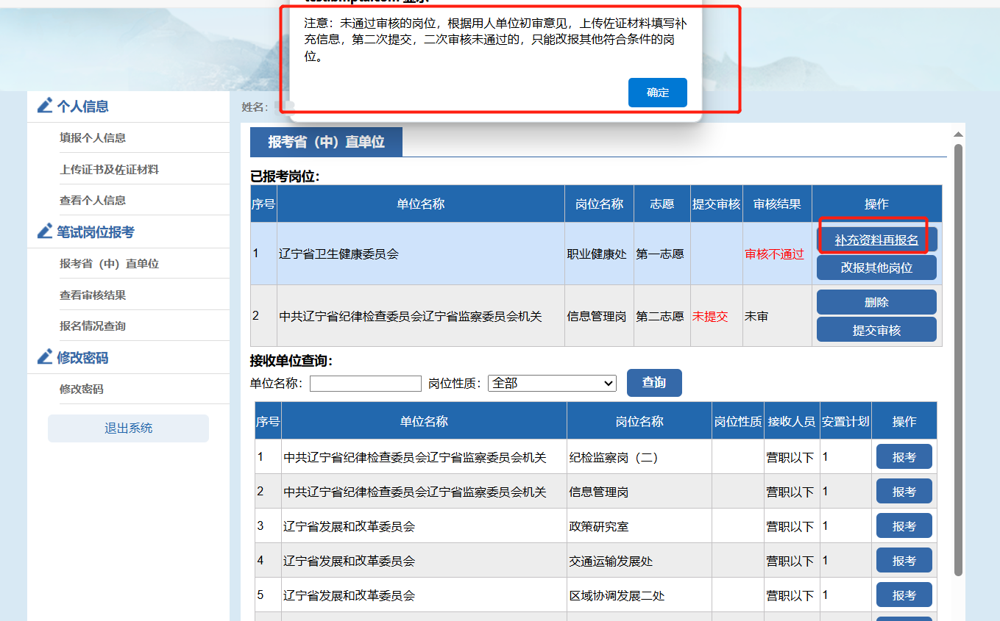 注意：未通过审核的岗位，根据用人单位初审意见，上传佐证材料填写补
充信息，第二次提交，二次审核未通过的，只能改报其他符合条件的岗
位。
确定
个人信息
填报个人信息
上传证书及佐证材料
查看个人信息
笔试岗位报考
报考省（中）直单位
查看审核结果
报名情况查询
修改密码
修改密码
退出系统
姓名：
报考省（中）直单位
已报考岗位：
序号 单位名称 岗位名称 志愿 提交审核 审核结果 操作
1 辽宁省卫生健康委员会 职业健康处 第一志愿 审核不通过 补充资料再报名
改报其他岗位
2 中共辽宁省纪律检查委员会辽宁省监察委员会机关 信息管理岗 第二志愿 未提交 未审 删除
提交审核
接收单位查询：
单位名称： 岗位性质： 全部 查询
序号 单位名称 岗位名称 岗位性质 接收人员 安置计划 操作
1 中共辽宁省纪律检查委员会辽宁省监察委员会机关 纪检监察岗（二） 营职以下 1 报考
2 中共辽宁省纪律检查委员会辽宁省监察委员会机关 信息管理岗 营职以下 1 报考
3 辽宁省发展和改革委员会 政策研究室 营职以下 1 报考
4 辽宁省发展和改革委员会 交通运输发展处 营职以下 1 报考
5 辽宁省发展和改革委员会 区域协调发展二处 营职以下 1 报考